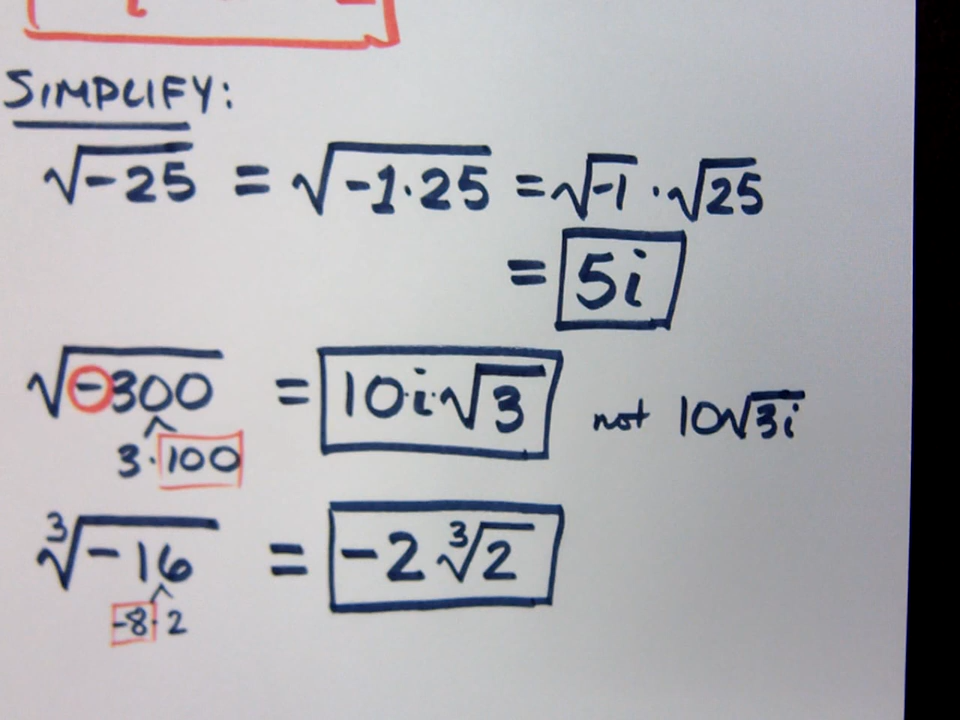 SIMPLIFY:
√-25 = √-1·25 = √-1 · √25
= 5i
√-300 = 10·i·√3 not 10√3i
3·100
∛-16 = -2 ∛2
-8·2